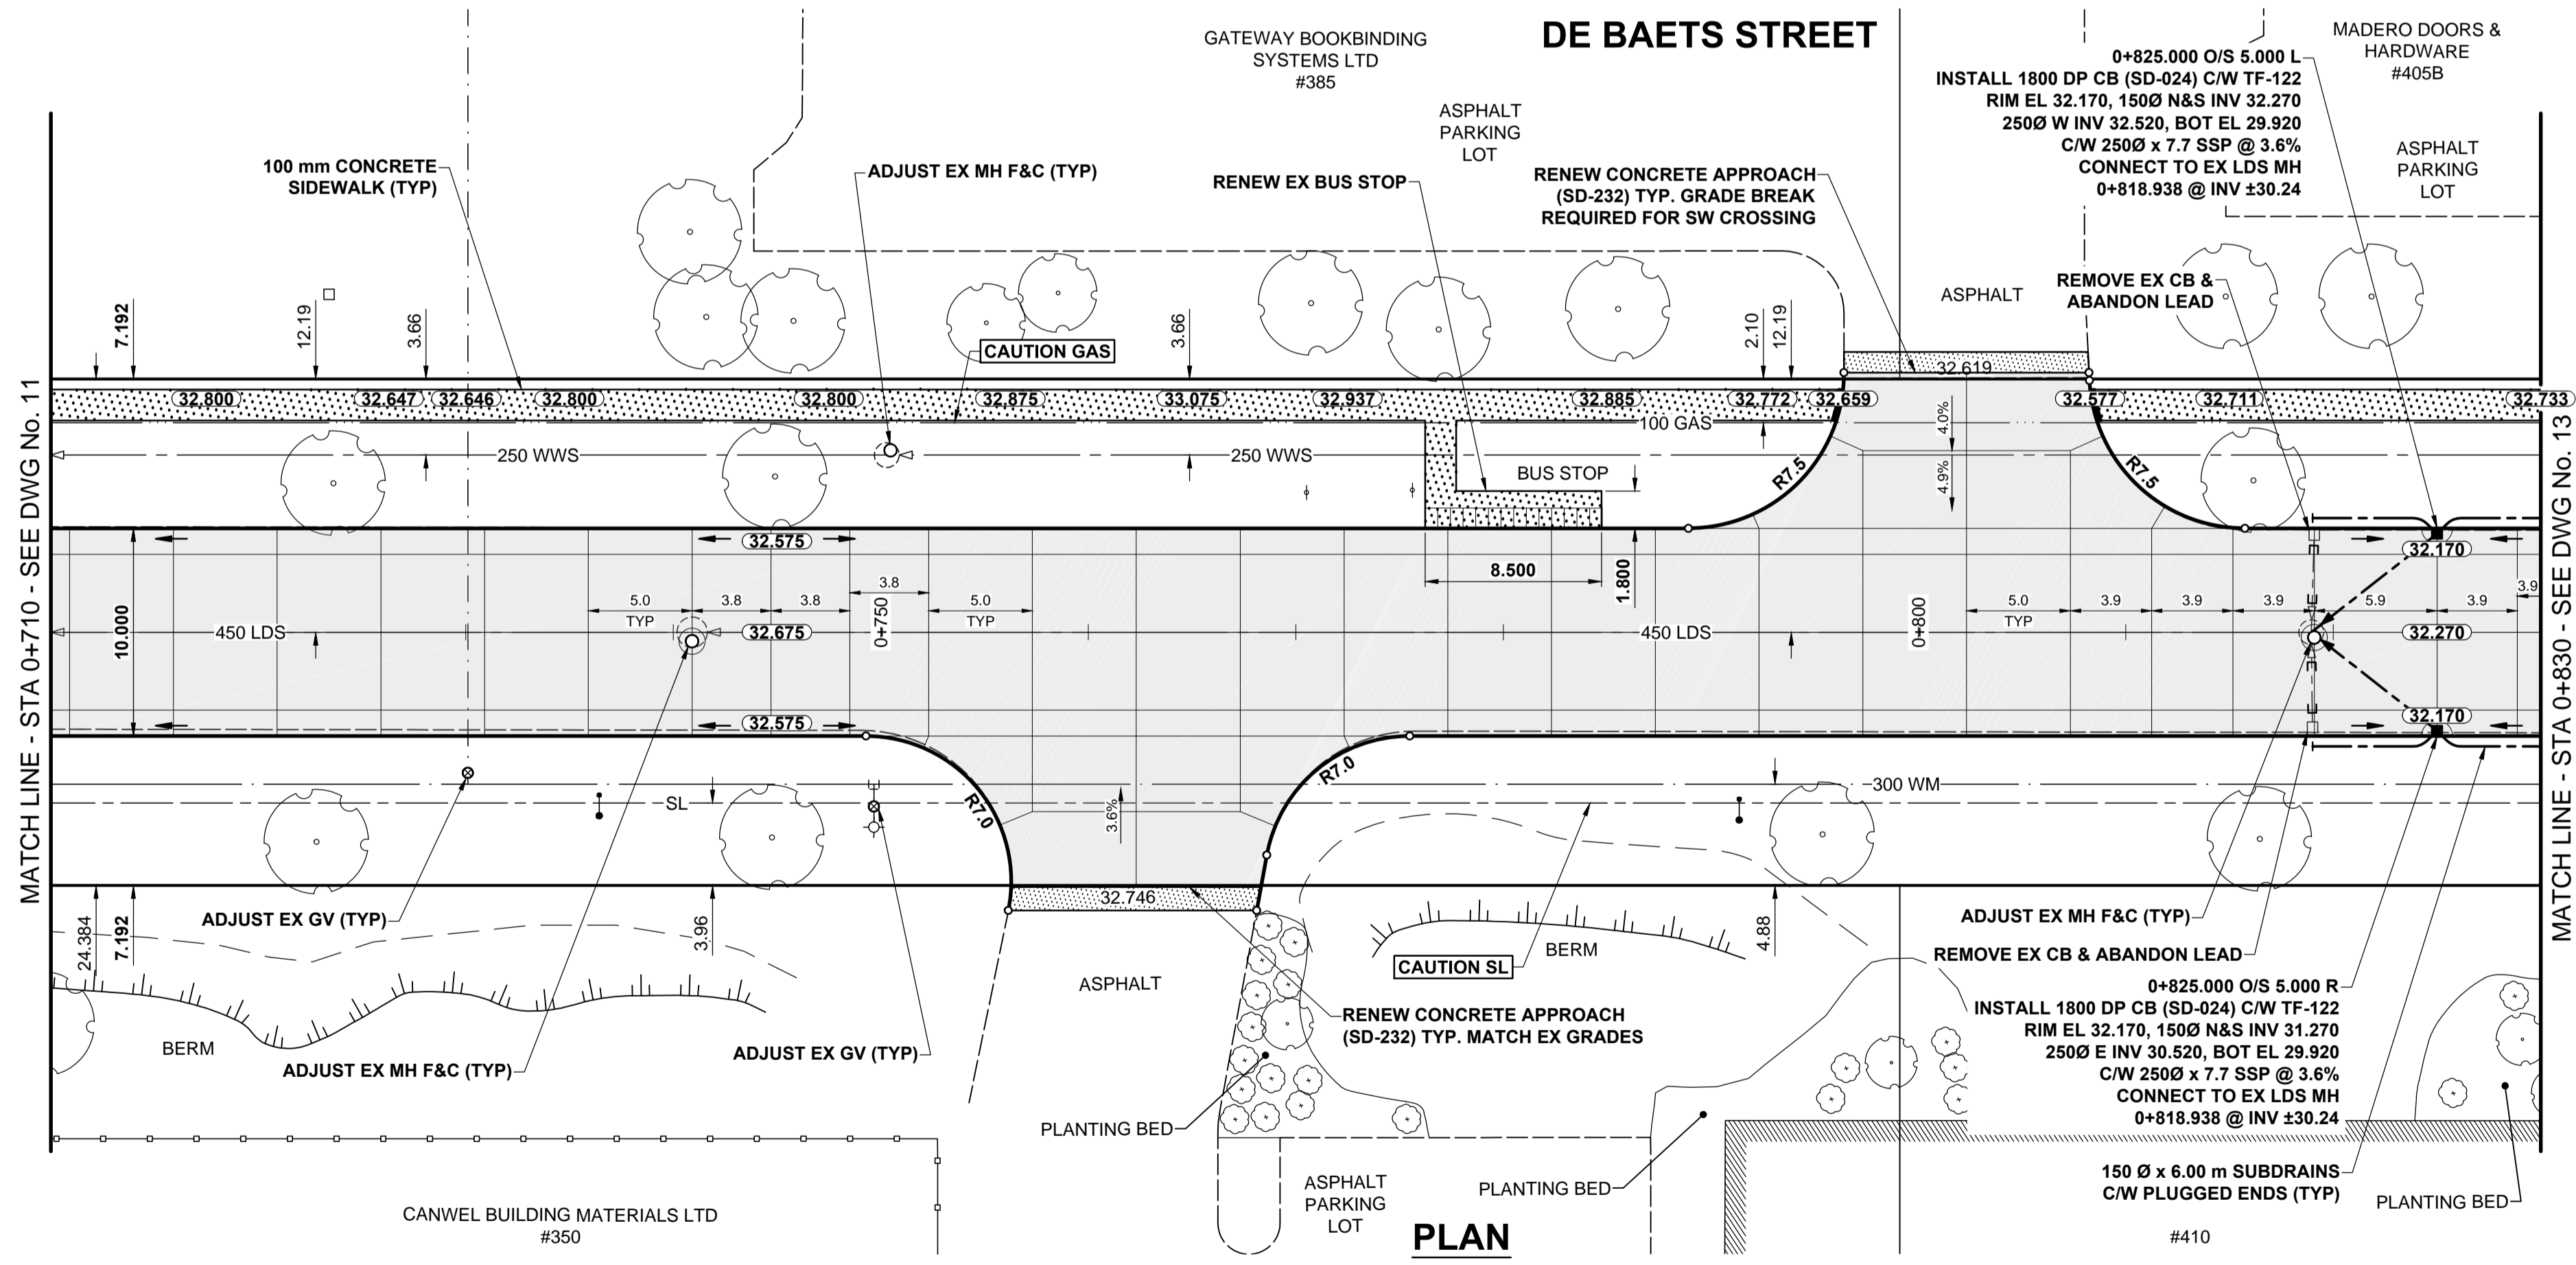 DE BAETS STREET
GATEWAY BOOKBINDING
SYSTEMS LTD
#385
MADERO DOORS &
HARDWARE
#405B
ASPHALT
PARKING
LOT
0+825.000 O/S 5.000 L
INSTALL 1800 DP CB (SD-024) C/W TF-122
RIM EL 32.170, 150Ø N&S INV 32.270
250Ø W INV 32.520, BOT EL 29.920
C/W 250Ø x 7.7 SSP @ 3.6%
CONNECT TO EX LDS MH
0+818.938 @ INV ±30.24
ASPHALT
PARKING
LOT
100 mm CONCRETE
SIDEWALK (TYP)
ADJUST EX MH F&C (TYP)
RENEW EX BUS STOP
RENEW CONCRETE APPROACH
(SD-232) TYP. GRADE BREAK
REQUIRED FOR SW CROSSING
REMOVE EX CB &
ABANDON LEAD
ASPHALT
7.192
12.19
3.66
3.66
2.10
12.19
CAUTION GAS
32.619
32.800
32.647
32.646
32.800
32.800
32.875
33.075
32.937
32.885
32.772
32.659
32.577
32.711
32.733
100 GAS
4.0%
4.9%
250 WWS
250 WWS
BUS STOP
R7.5
R7.5
MATCH LINE - STA 0+710 - SEE DWG No. 11
MATCH LINE - STA 0+830 - SEE DWG No. 13
32.575
32.170
8.500
1.800
10.000
5.0
TYP
3.8
3.8
3.8
0+750
5.0
TYP
0+800
5.0
TYP
3.9
3.9
3.9
5.9
3.9
3.9
450 LDS
32.675
450 LDS
32.270
32.575
32.170
R7.0
R7.0
3.6%
SL
300 WM
32.746
24.384
7.192
3.96
4.88
ADJUST EX GV (TYP)
BERM
ADJUST EX MH F&C (TYP)
ADJUST EX GV (TYP)
ASPHALT
CAUTION SL
BERM
RENEW CONCRETE APPROACH
(SD-232) TYP. MATCH EX GRADES
ADJUST EX MH F&C (TYP)
REMOVE EX CB & ABANDON LEAD
0+825.000 O/S 5.000 R
INSTALL 1800 DP CB (SD-024) C/W TF-122
RIM EL 32.170, 150Ø N&S INV 31.270
250Ø E INV 30.520, BOT EL 29.920
C/W 250Ø x 7.7 SSP @ 3.6%
CONNECT TO EX LDS MH
0+818.938 @ INV ±30.24
PLANTING BED
150 Ø x 6.00 m SUBDRAINS
C/W PLUGGED ENDS (TYP)
PLANTING BED
PLANTING BED
ASPHALT
PARKING
LOT
CANWEL BUILDING MATERIALS LTD
#350
#410
PLAN